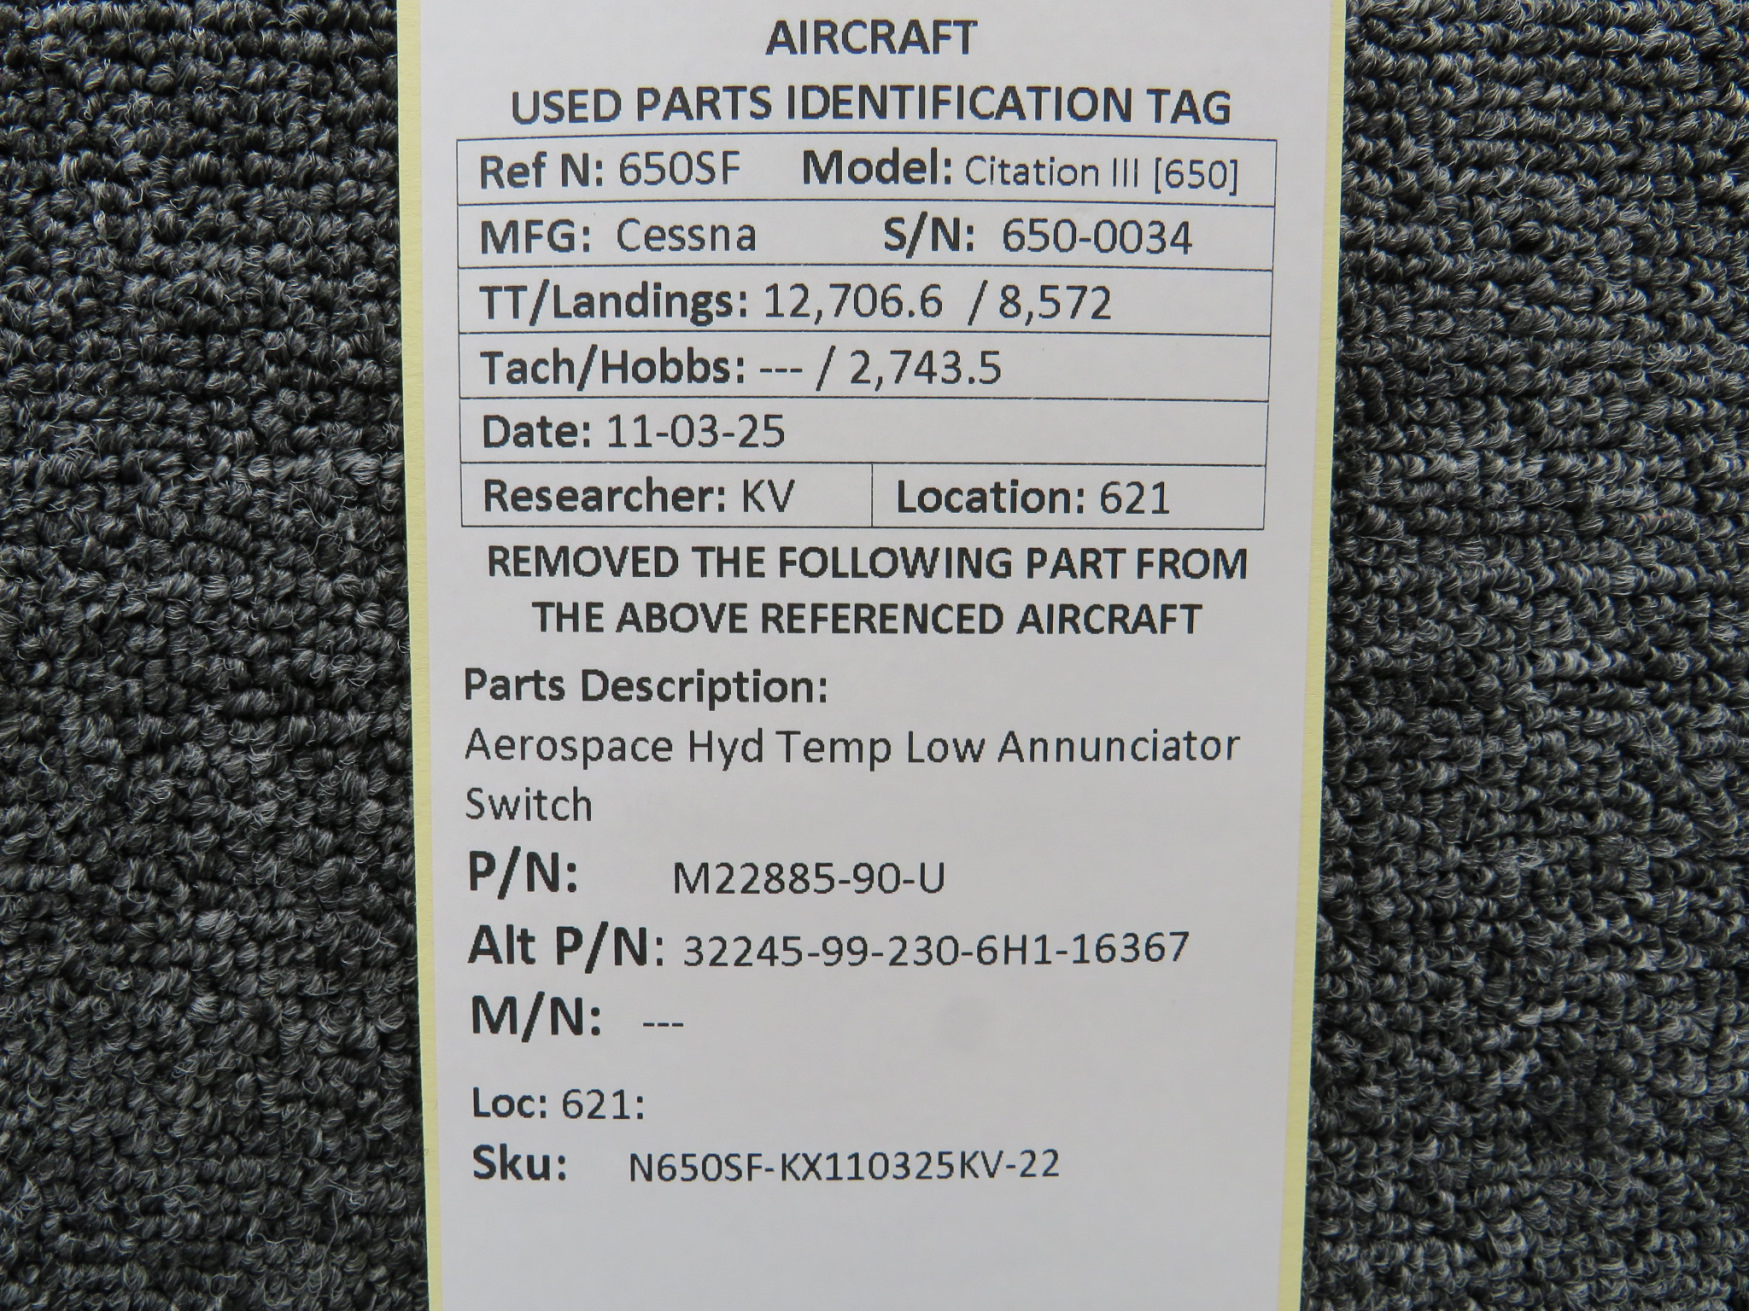 AIRCRAFT
USED PARTS IDENTIFICATION TAG
Ref N: 650SF Model: Citation III [650]
MFG: Cessna S/N: 650-0034
TT/Landings: 12,706.6 / 8,572
Tach/Hobbs: --- / 2,743.5
Date: 11-03-25
Researcher: KV Location: 621
REMOVED THE FOLLOWING PART FROM
THE ABOVE REFERENCED AIRCRAFT
Parts Description:
Aerospace Hyd Temp Low Annunciator
Switch
P/N: M22885-90-U
Alt P/N: 32245-99-230-6H1-16367
M/N: ---
Loc: 621:
Sku: N650SF-KX110325KV-22